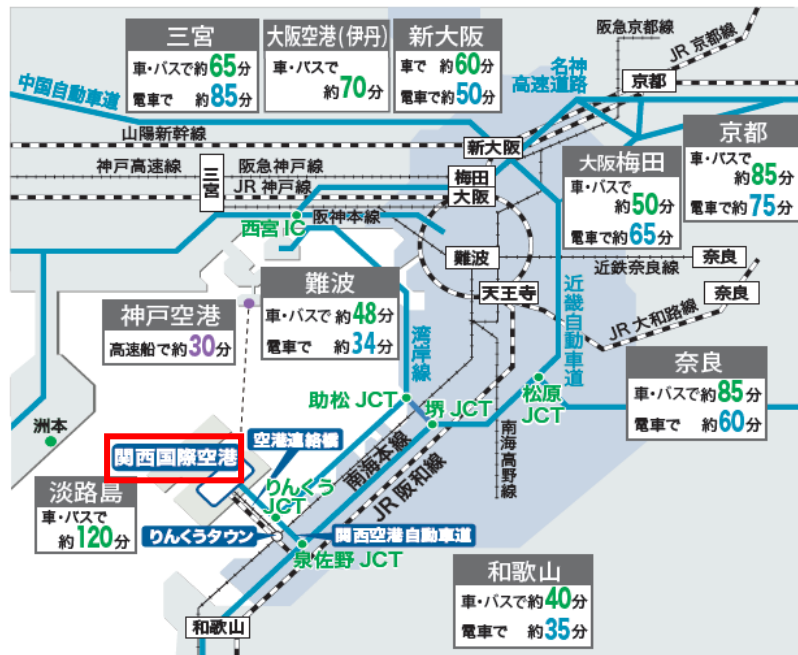 三宮
車・バスで約65分
電車で 約85分
大阪空港(伊丹)
車・バスで
約70分
新大阪
車で 約60分
電車で約50分
阪急京都線
JR 京都線
名神
高速道路
京都
中国自動車道
山陽新幹線
新大阪
京都
車・バスで
約85分
電車で約75分
大阪梅田
車・バスで
約50分
電車で
約65分
神戸高速線
三宮
阪急神戸線
梅田
JR 神戸線
大阪
阪神本線
西宮 IC
難波
近鉄奈良線
奈良
天王寺
奈良
JR 大和路線
近畿自動車道
神戸空港
高速船で約30分
難波
車・バスで 約48分
電車で 約34分
湾岸線
奈良
車・バスで約85分
電車で 約60分
助松 JCT
堺 JCT
松原
JCT
洲本
関西国際空港
空港連絡橋
南海本線
JR 阪和線
南海高野線
淡路島
車・バスで
約120分
りんくう
JCT
りんくうタウン
関西空港自動車道
泉佐野 JCT
和歌山
車・バスで約40分
電車で 約35分
和歌山